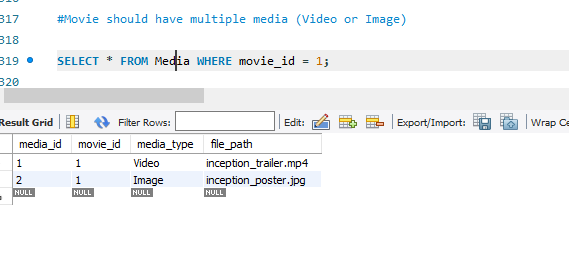 316
317 #Movie should have multiple media (Video or Image)
318
319 SELECT * FROM Media WHERE movie_id = 1;
320
Result Grid Filter Rows: Edit: Export/Import: Wrap Ce
media_id movie_id media_type file_path
1 1 Video inception_trailer.mp4
2 1 Image inception_poster.jpg
NULL NULL NULL NULL